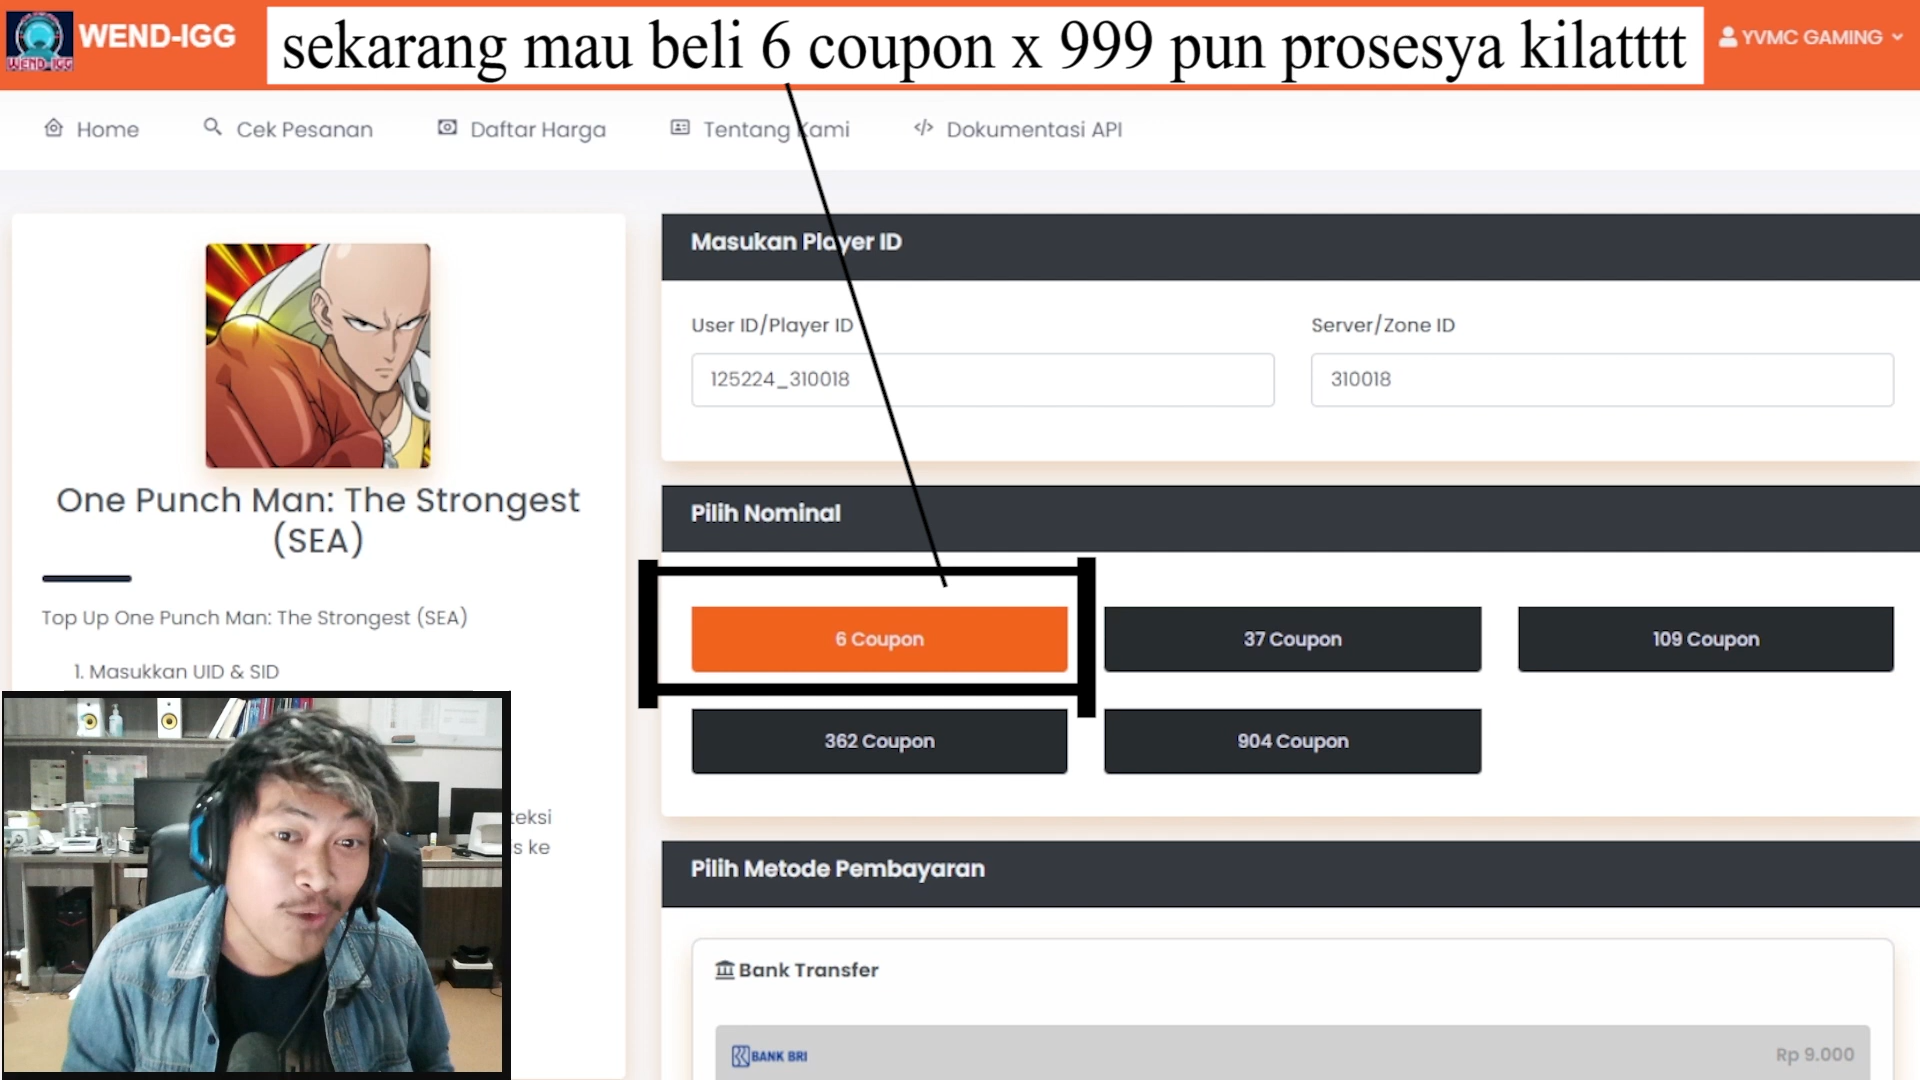 WEND-IGG
WEND_IGG
sekarang mau beli 6 coupon x 999 pun prosesya kilatttt
YVMC GAMING
Home
Cek Pesanan
Daftar Harga
Tentang Kami
Dokumentasi API
One Punch Man: The Strongest
(SEA)
Top Up One Punch Man: The Strongest (SEA)
1. Masukkan UID & SID
teksi
s ke
Masukan Player ID
User ID/Player ID
Server/Zone ID
125224_310018
310018
Pilih Nominal
6 Coupon
37 Coupon
109 Coupon
362 Coupon
904 Coupon
Pilih Metode Pembayaran
Bank Transfer
BANK BRI
Rp 9.000